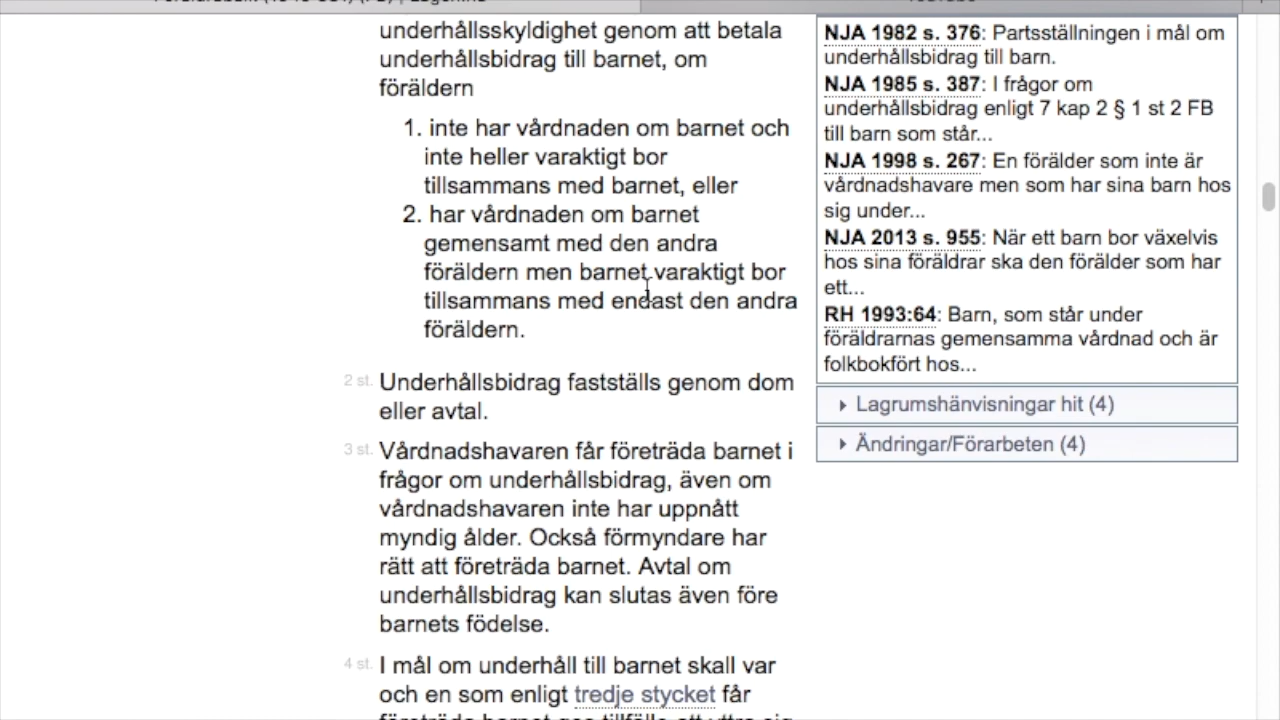 underhållsskyldighet genom att betala
underhållsbidrag till barnet, om
föräldern
1. inte har vårdnaden om barnet och
inte heller varaktigt bor
tillsammans med barnet, eller
2. har vårdnaden om barnet
gemensamt med den andra
föräldern men barnet varaktigt bor
tillsammans med endast den andra
föräldern.
2 st. Underhållsbidrag fastställs genom dom
eller avtal.
3 st. Vårdnadshavaren får företräda barnet i
frågor om underhållsbidrag, även om
vårdnadshavaren inte har uppnått
myndig ålder. Också förmyndare har
rätt att företräda barnet. Avtal om
underhållsbidrag kan slutas även före
barnets födelse.
4 st. I mål om underhåll till barnet skall var
och en som enligt tredje stycket får
NJA 1982 s. 376: Partsställningen i mål om
underhållsbidrag till barn.
NJA 1985 s. 387: I frågor om
underhållsbidrag enligt 7 kap 2 § 1 st 2 FB
till barn som står...
NJA 1998 s. 267: En förälder som inte är
vårdnadshavare men som har sina barn hos
sig under...
NJA 2013 s. 955: När ett barn bor växelvis
hos sina föräldrar ska den förälder som har
ett...
RH 1993:64: Barn, som står under
föräldrarnas gemensamma vårdnad och är
folkbokfört hos...
Lagrumshänvisningar hit (4)
Ändringar/Förarbeten (4)